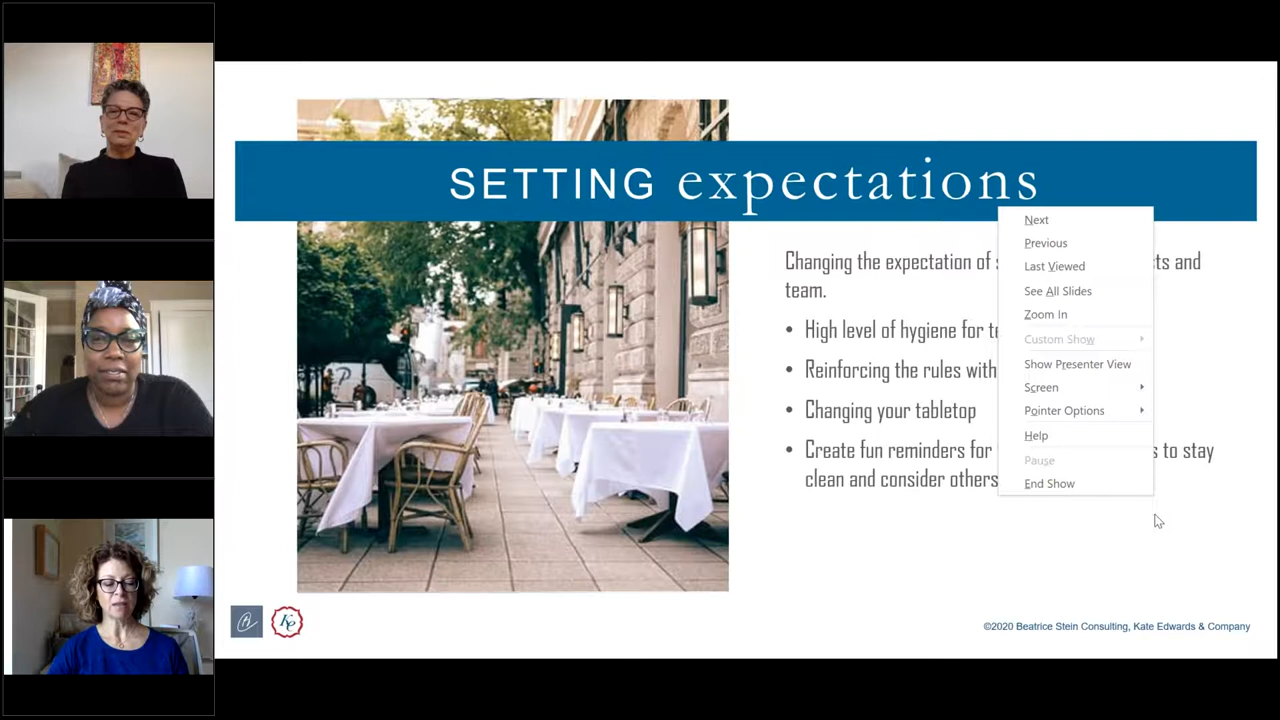 SETTING expectations
Changing the expectation of
sts and
team.
• High level of hygiene for
• Reinforcing the rules with
• Changing your tabletop
• Create fun reminders for
s to stay
clean and consider others
Next
Previous
Last Viewed
See All Slides
Zoom In
Custom Show
Show Presenter View
Screen
Pointer Options
Help
Pause
End Show
©2020 Beatrice Stein Consulting, Kate Edwards & Company